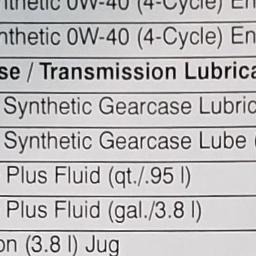 nthetic 0W-40 (4-Cycle) En
nthetic 0W-40 (4-Cycle) En
se / Transmission Lubrica
Synthetic Gearcase Lubric
Synthetic Gearcase Lube (
Plus Fluid (qt./.95 l)
Plus Fluid (gal./3.8 l)
on (3.8 l) Jug